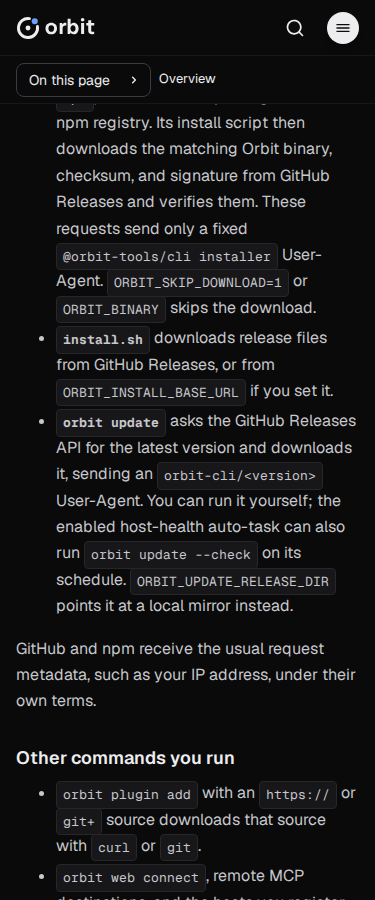 orbit
On this page
Overview
npm registry. Its install script then
downloads the matching Orbit binary,
checksum, and signature from GitHub
Releases and verifies them. These
requests send only a fixed
@orbit-tools/cli installer User-
Agent. ORBIT_SKIP_DOWNLOAD=1 or
ORBIT_BINARY skips the download.
install.sh downloads release files
from GitHub Releases, or from
ORBIT_INSTALL_BASE_URL if you set it.
orbit update asks the GitHub Releases
API for the latest version and downloads
it, sending an orbit-cli/<version>
User-Agent. You can run it yourself; the
enabled host-health auto-task can also
run orbit update --check on its
schedule. ORBIT_UPDATE_RELEASE_DIR
points it at a local mirror instead.
GitHub and npm receive the usual request
metadata, such as your IP address, under their
own terms.
Other commands you run
orbit plugin add with an https:// or
git+ source downloads that source
with curl or git.
orbit web connect, remote MCP